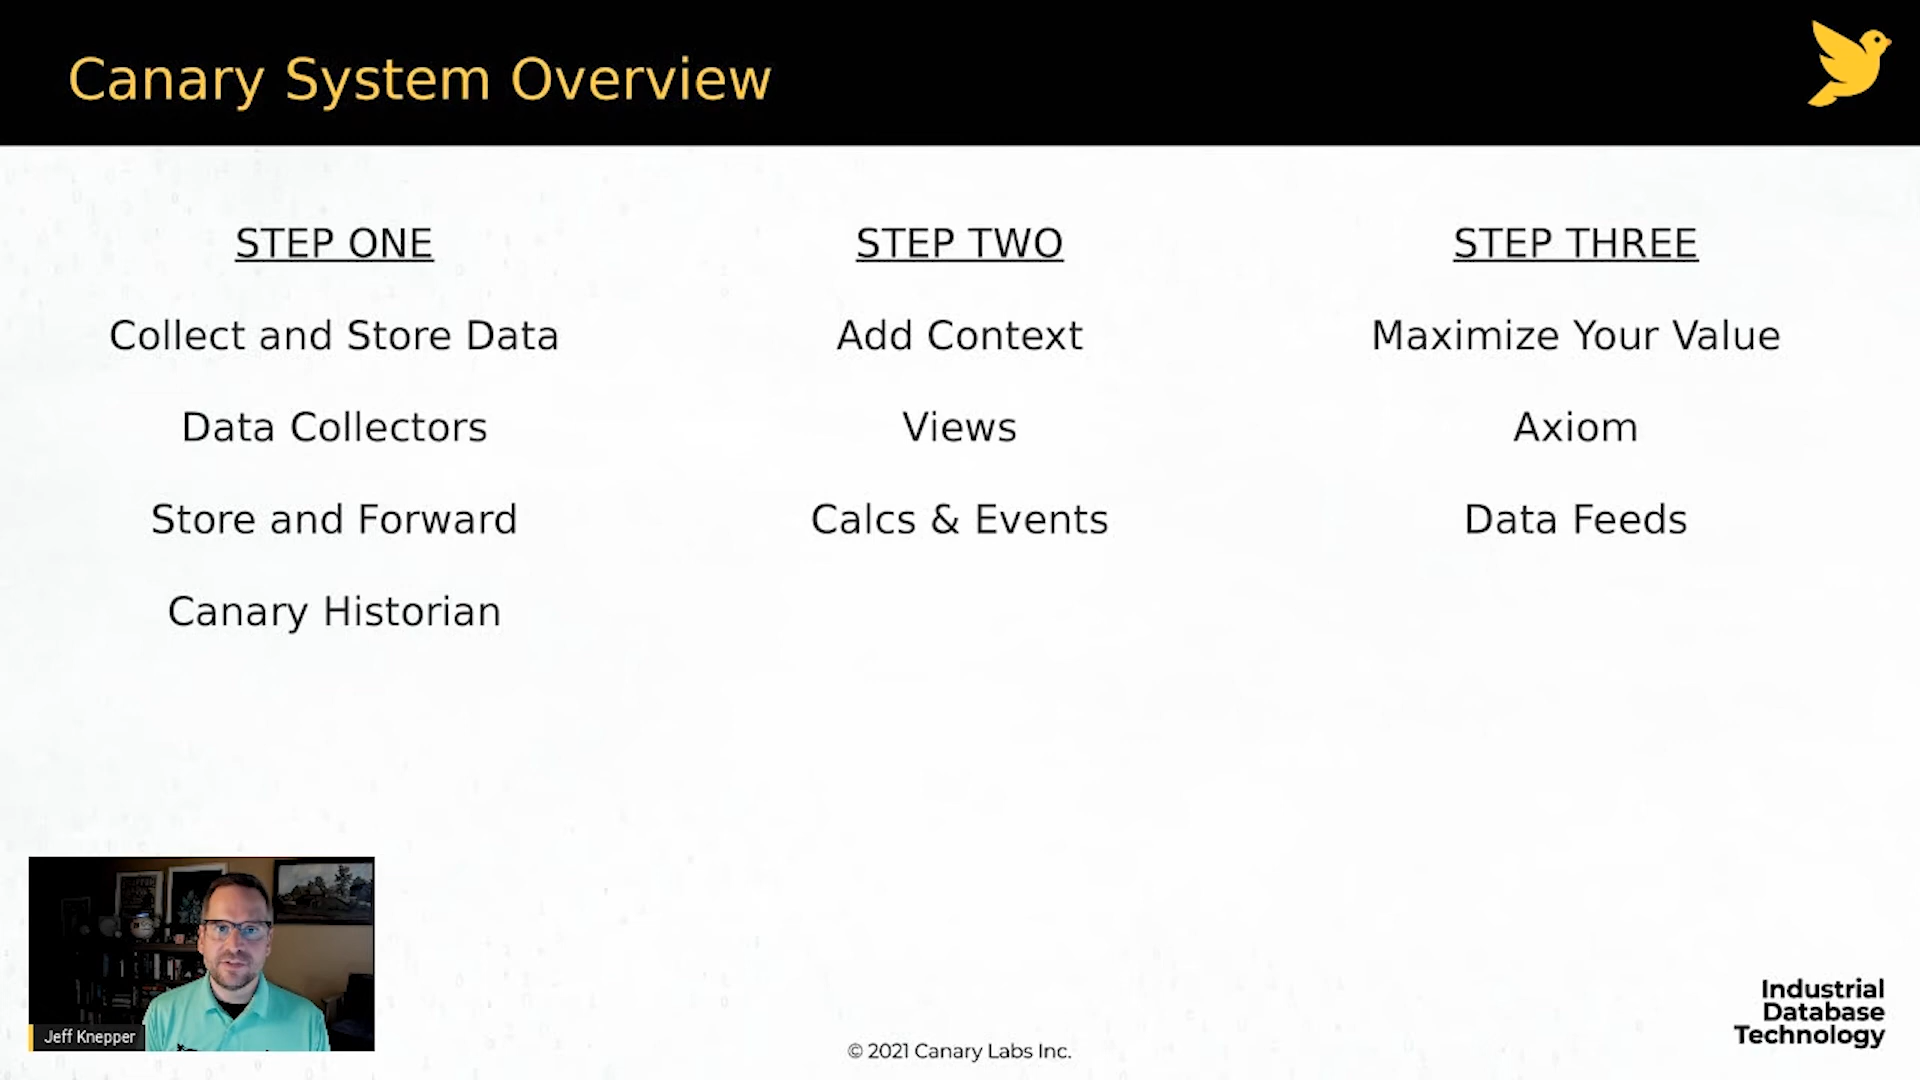 Canary System Overview
STEP ONE
Collect and Store Data
Data Collectors
Store and Forward
Canary Historian
STEP TWO
Add Context
Views
Calcs & Events
STEP THREE
Maximize Your Value
Axiom
Data Feeds
Jeff Knepper
© 2021 Canary Labs Inc.
Industrial
Database
Technology